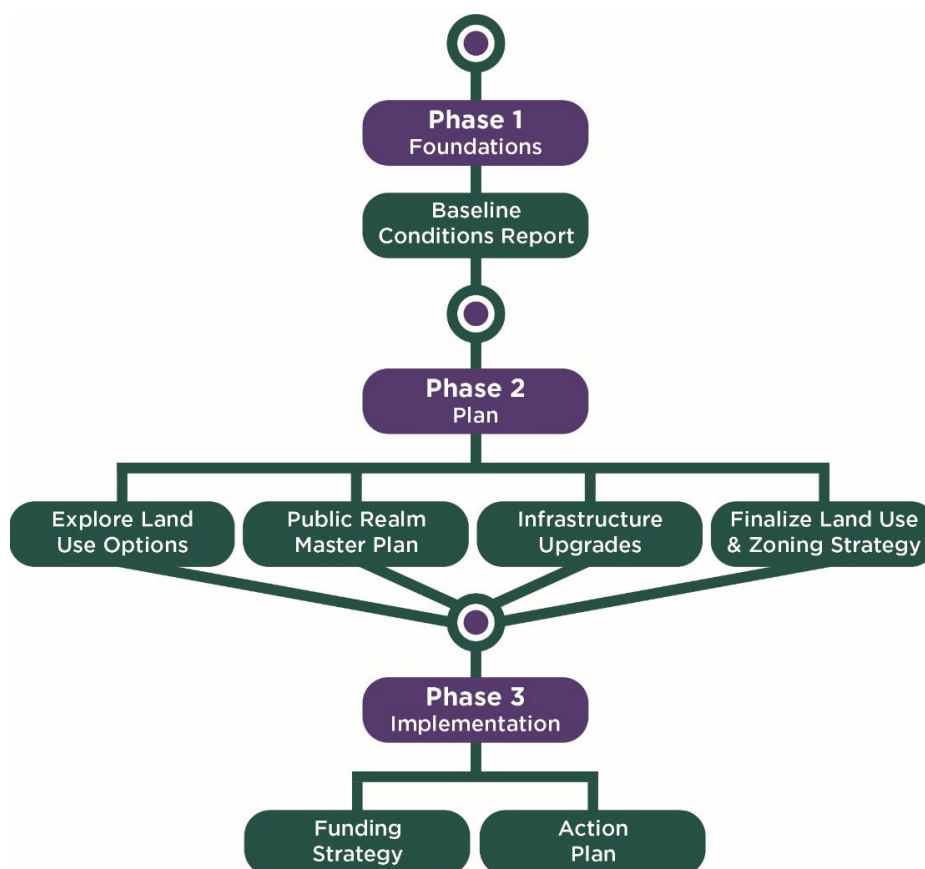 Phase 1
Foundations
Baseline
Conditions Report
Phase 2
Plan
Explore Land
Use Options
Public Realm
Master Plan
Infrastructure
Upgrades
Finalize Land Use
& Zoning Strategy
Phase 3
Implementation
Funding
Strategy
Action
Plan